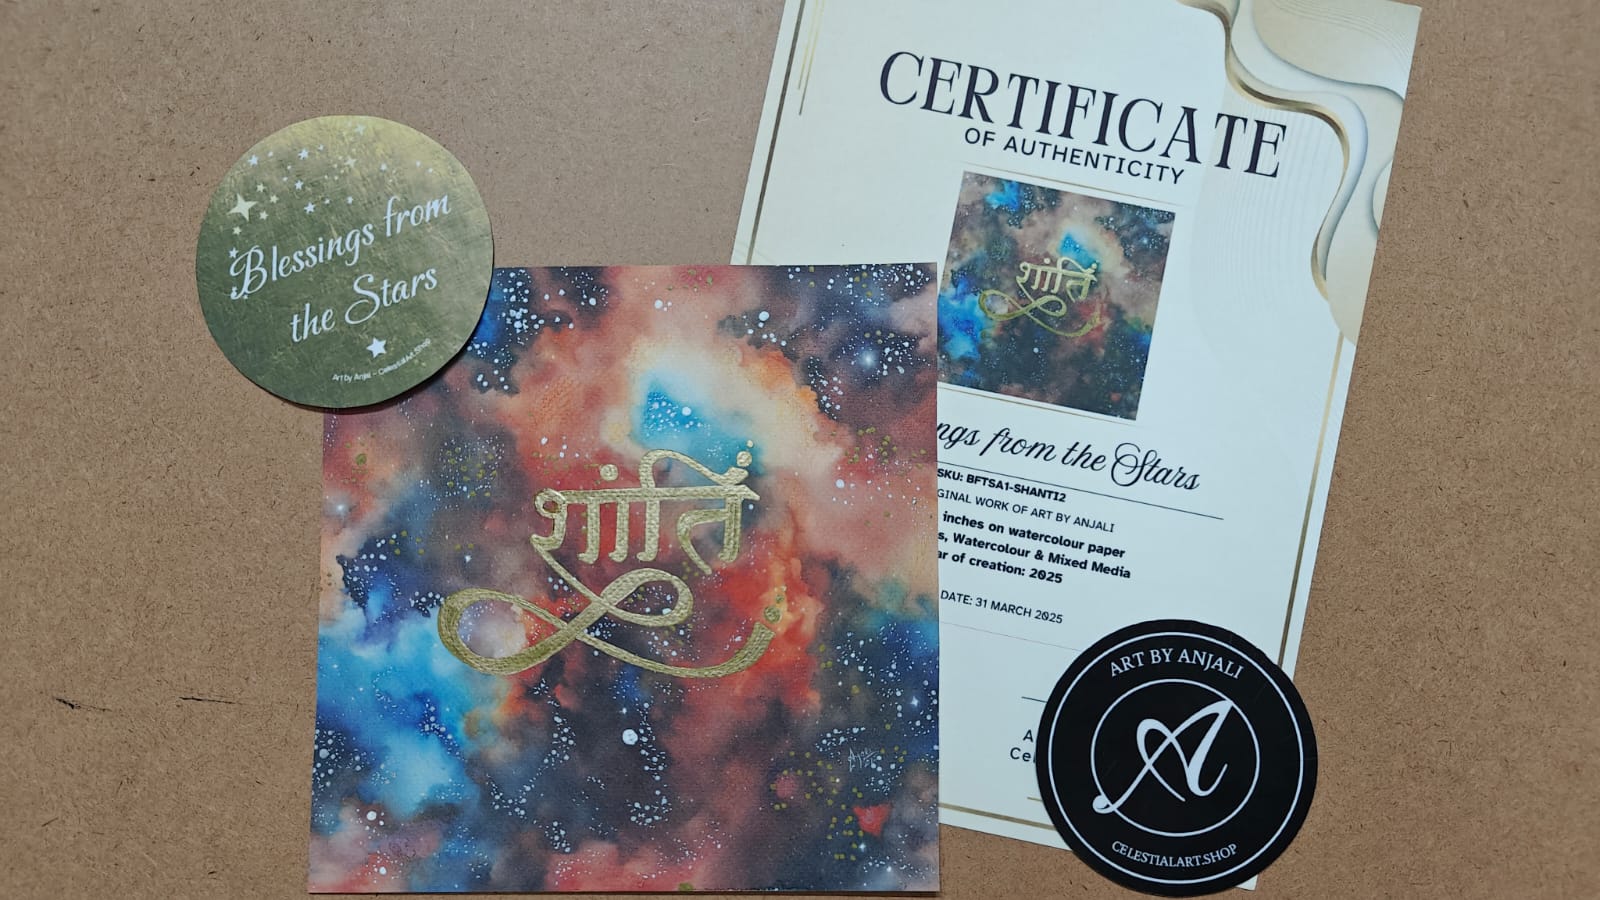 Blessings from
the Stars
Art by Anjali ~ CelestialArt.Shop
शांति
CERTIFICATE
OF AUTHENTICITY
शांति
from the Stars
SKU: BFTSA1-SHANTI2
WORK OF ART BY ANJALI
inches on watercolour paper
Watercolour & Mixed Media
of creation: 2025
DATE: 31 MARCH 2025
ART BY ANJALI
A
CELESTIALART.SHOP